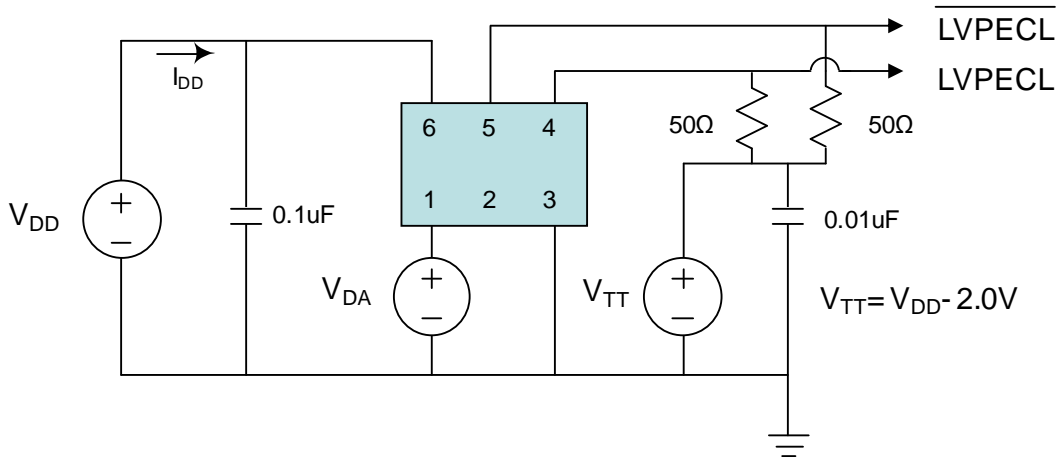 L̅V̅P̅E̅C̅L̅
LVPECL
I_DD
6 5 4
50Ω 50Ω
1 2 3
V_DD
0.1uF
0.01uF
V_DA
V_TT
V_TT= V_DD- 2.0V
+
−
+
−
+
−